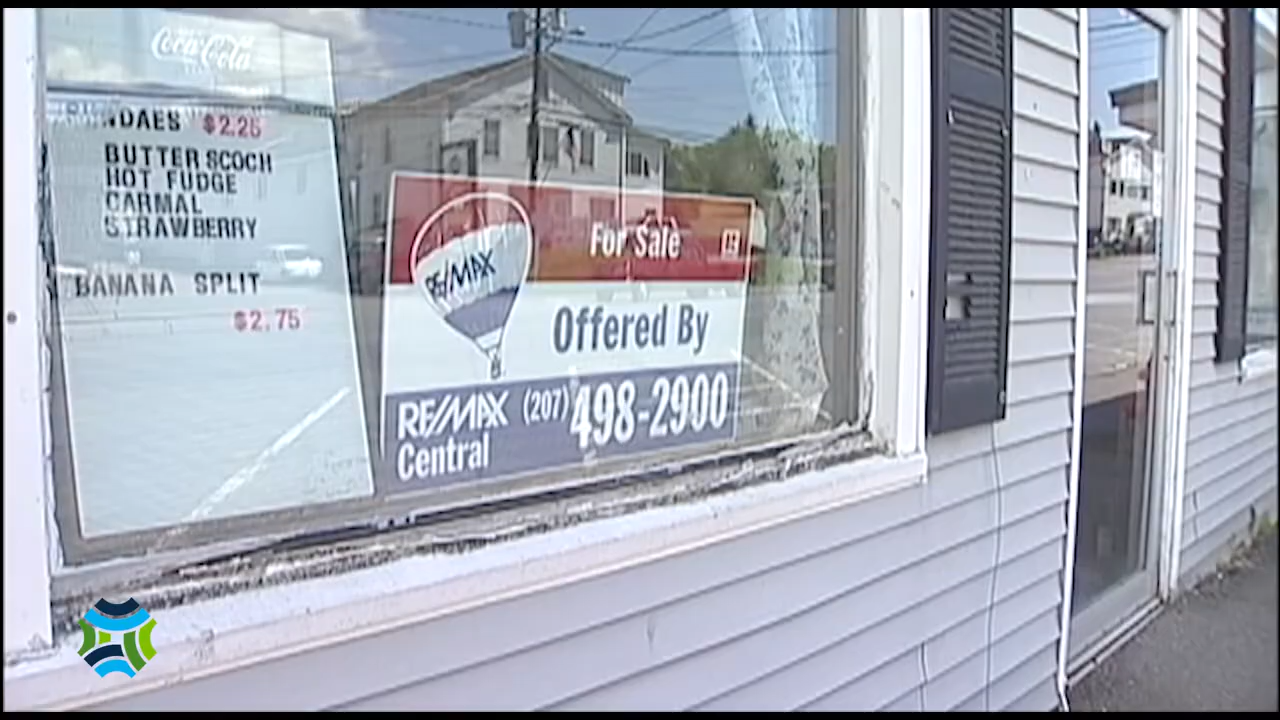 Coca-Cola
NDAES $2.25
BUTTER SCOCH
HOT FUDGE
CARMAL
STRAWBERRY
BANANA SPLIT
$2.75
For Sale
RE/MAX
Offered By
RE/MAX (207) 498-2900
Central